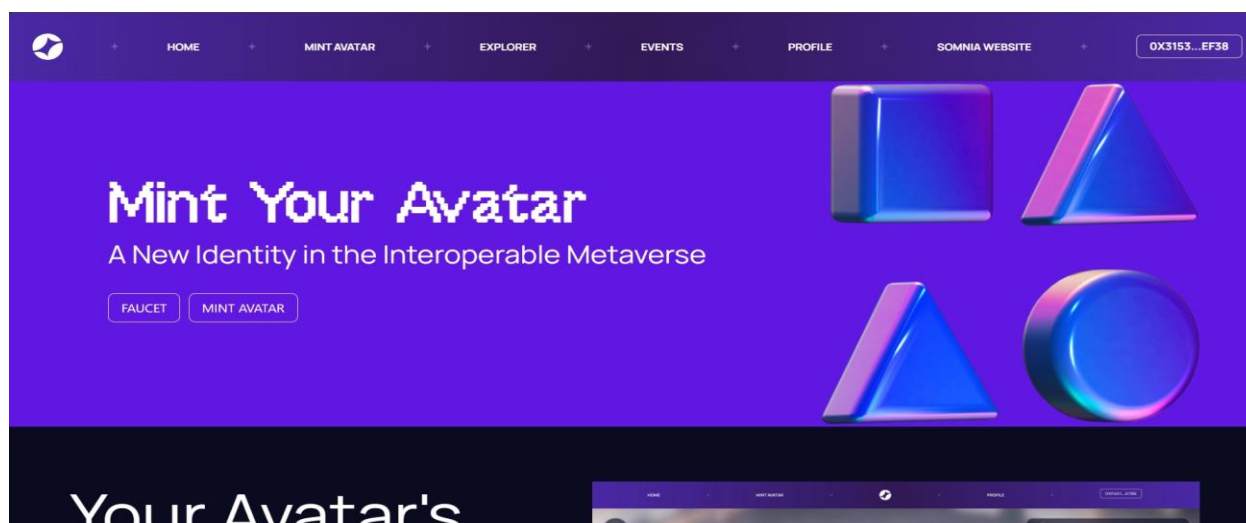 HOME
MINT AVATAR
EXPLORER
EVENTS
PROFILE
SOMNIA WEBSITE
0X3153...EF38
Mint Your Avatar
A New Identity in the Interoperable Metaverse
FAUCET
MINT AVATAR
Your Avatar's
HOME
MINT AVATAR
PROFILE